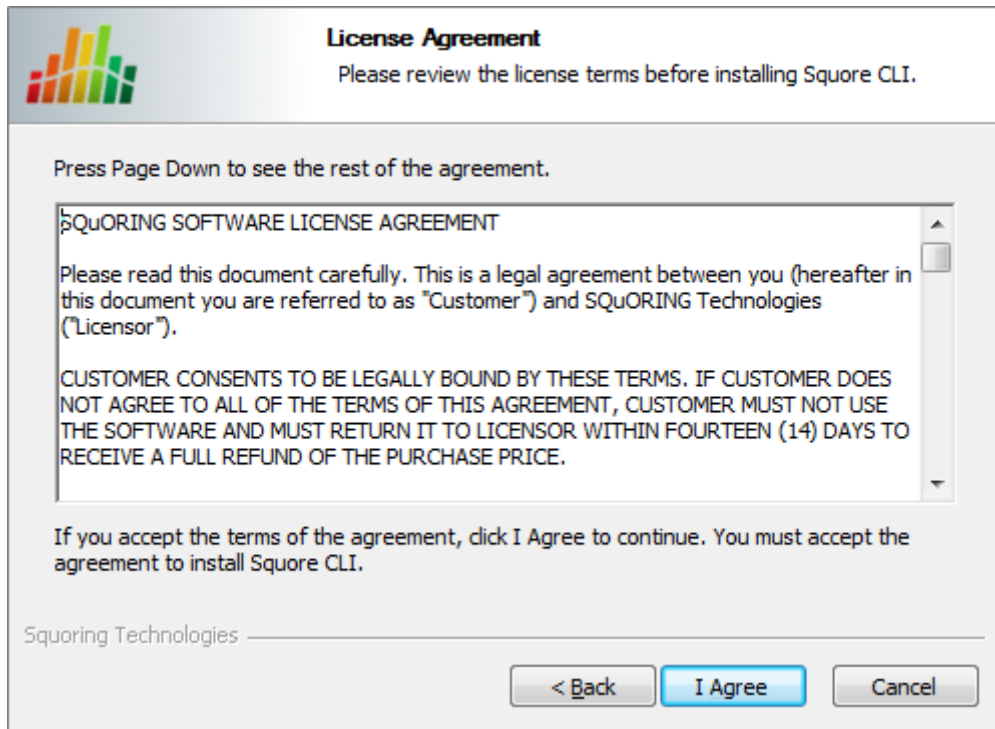 License Agreement
Please review the license terms before installing Squore CLI.
Press Page Down to see the rest of the agreement.
SQuORING SOFTWARE LICENSE AGREEMENT
Please read this document carefully. This is a legal agreement between you (hereafter in
this document you are referred to as "Customer") and SQuORING Technologies
("Licensor").
CUSTOMER CONSENTS TO BE LEGALLY BOUND BY THESE TERMS. IF CUSTOMER DOES
NOT AGREE TO ALL OF THE TERMS OF THIS AGREEMENT, CUSTOMER MUST NOT USE
THE SOFTWARE AND MUST RETURN IT TO LICENSOR WITHIN FOURTEEN (14) DAYS TO
RECEIVE A FULL REFUND OF THE PURCHASE PRICE.
If you accept the terms of the agreement, click I Agree to continue. You must accept the
agreement to install Squore CLI.
Squoring Technologies
< Back
I Agree
Cancel